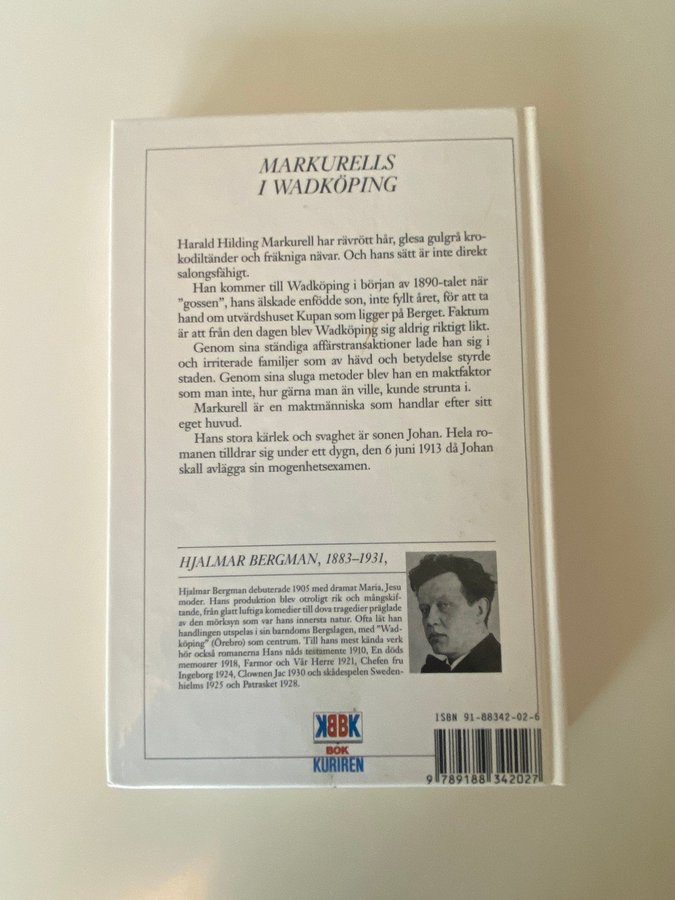 MARKURELLS
I WADKÖPING
Harald Hilding Markurell har rävrött hår, glesa gulgrå kro-
kodiltänder och fräkniga nävar. Och hans sätt är inte direkt
salongsfähigt.
Han kommer till Wadköping i början av 1890-talet när
"gossen", hans älskade enfödde son, inte fyllt året, för att ta
hand om utvärdshuset Kupan som ligger på Berget. Faktum
är att från den dagen blev Wadköping sig aldrig riktigt likt.
Genom sina ständiga affärstransaktioner lade han sig i
och irriterade familjer som av hävd och betydelse styrde
staden. Genom sina sluga metoder blev han en maktfaktor
som man inte, hur gärna man än ville, kunde strunta i.
Markurell är en maktmänniska som handlar efter sitt
eget huvud.
Hans stora kärlek och svaghet är sonen Johan. Hela ro-
manen tilldrar sig under ett dygn, den 6 juni 1913 då Johan
skall avlägga sin mogenhetsexamen.
HJALMAR BERGMAN, 1883–1931,
Hjalmar Bergman debuterade 1905 med dramat Maria, Jesu
moder. Hans produktion blev otroligt rik och mångskif-
tande, från glatt luftiga komedier till dova tragedier präglade
av den mörksyn som var hans innersta natur. Ofta lät han
handlingen utspelas i sin barndoms Bergslagen, med "Wad-
köping" (Örebro) som centrum. Till hans mest kända verk
hör också romanerna Hans nåds testamente 1910, En döds
memoarer 1918, Farmor och Vår Herre 1921, Chefen fru
Ingeborg 1924, Clownen Jac 1930 och skådespelen Sweden-
hielms 1925 och Patrasket 1928.
KBBK
BÖK
KURIREN
ISBN 91-88342-02-6
9 789188 342027